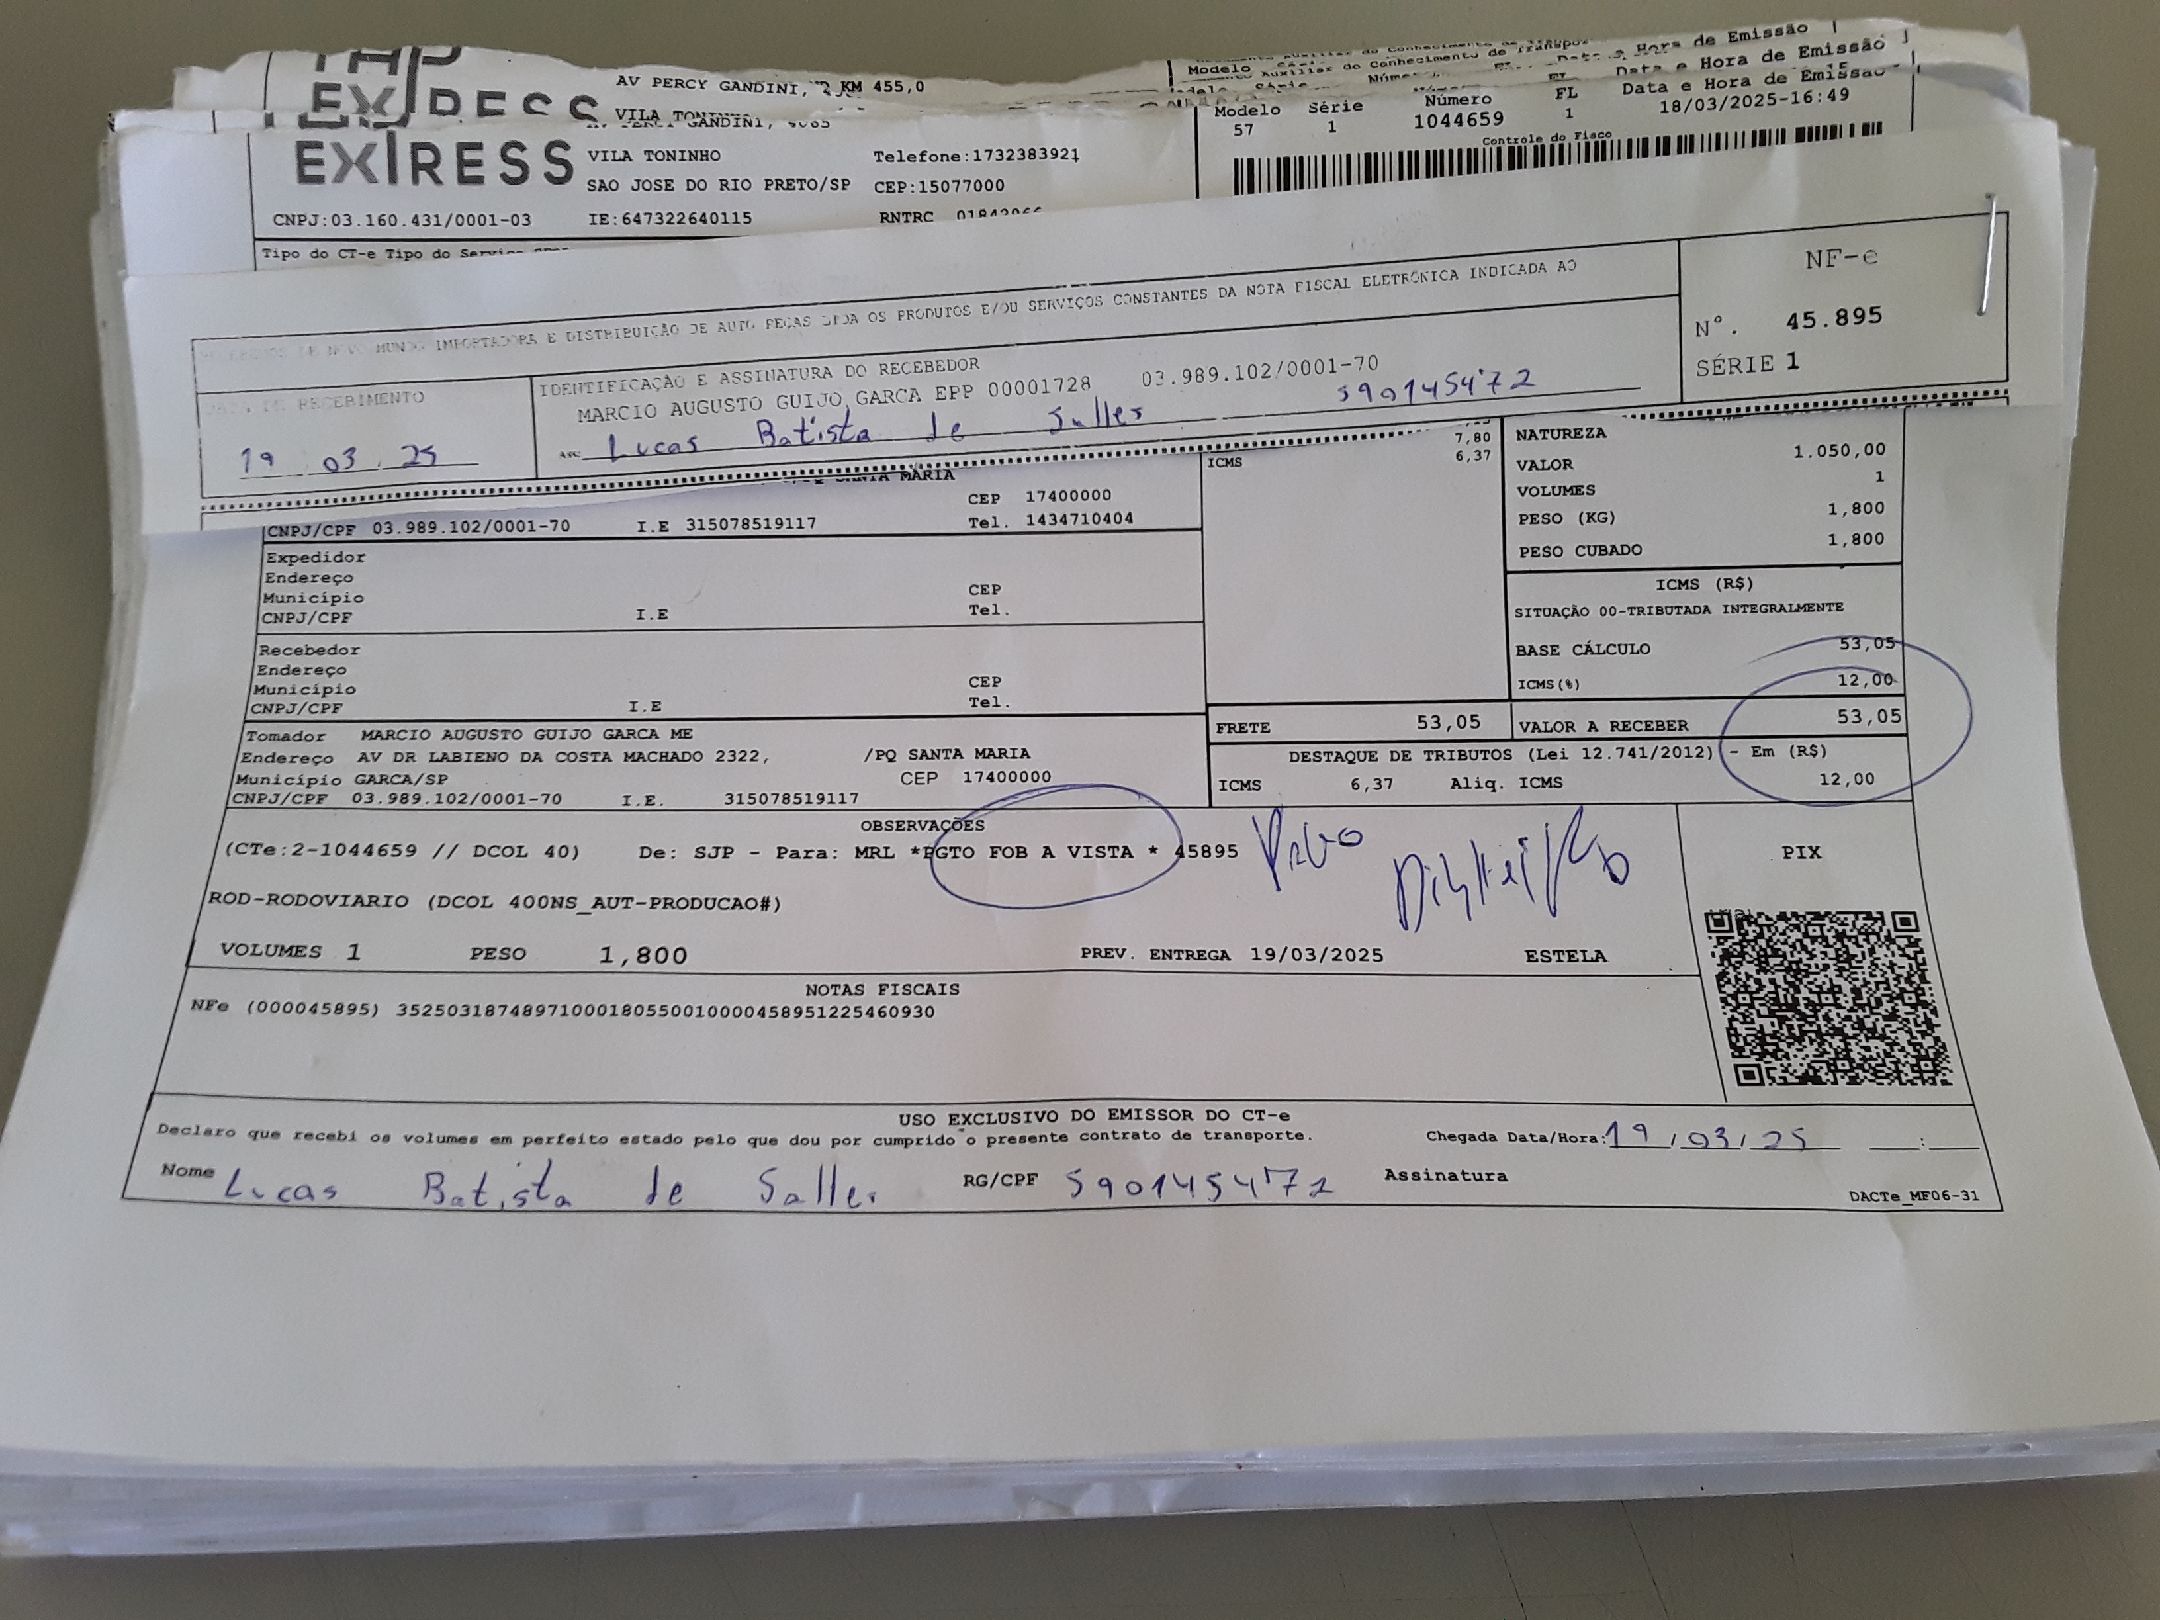 EXPRESS
AV PERCY GANDINI, KM 455,0
VILA TONINHO
EXPRESS
VILA TONINHO Telefone:1732383921
SAO JOSE DO RIO PRETO/SP CEP:15077000
CNPJ:03.160.431/0001-03 IE:647322640115 RNTRC
Tipo do CT-e Tipo do Serviço
Modelo Auxiliar do Conhecimento de Transpor Data e Hora de Emissão
Modelo Série Número FL Data e Hora de Emissão
57 1 1044659 1 18/03/2025-16:49
Controle do Fisco
RECEBEMOS DE NOVO MUNDO IMPORTADORA E DISTRIBUIÇÃO DE AUTO PEÇAS LTDA OS PRODUTOS E/OU SERVIÇOS CONSTANTES DA NOTA FISCAL ELETRÔNICA INDICADA AO
DATA DE RECEBIMENTO
19 03 25
IDENTIFICAÇÃO E ASSINATURA DO RECEBEDOR
MARCIO AUGUSTO GUIJO GARCA EPP 00001728 03.989.102/0001-70
Ass: Lucas Batista de Salles 590145472
NF-e
Nº. 45.895
SÉRIE 1
SANTA MARIA
CEP 17400000
CNPJ/CPF 03.989.102/0001-70 I.E 315078519117 Tel. 1434710404
Expedidor
Endereço
Município CEP
CNPJ/CPF I.E Tel.
Recebedor
Endereço
Município CEP
CNPJ/CPF I.E Tel.
Tomador MARCIO AUGUSTO GUIJO GARCA ME
Endereço AV DR LABIENO DA COSTA MACHADO 2322, /PQ SANTA MARIA
Município GARCA/SP CEP 17400000
CNPJ/CPF 03.989.102/0001-70 I.E. 315078519117
7,80
ICMS 6,37
NATUREZA
VALOR 1.050,00
VOLUMES 1
PESO (KG) 1,800
PESO CUBADO 1,800
ICMS (R$)
SITUAÇÃO 00-TRIBUTADA INTEGRALMENTE
BASE CÁLCULO 53,05
ICMS(%) 12,00
FRETE 53,05 VALOR A RECEBER 53,05
DESTAQUE DE TRIBUTOS (Lei 12.741/2012) - Em (R$)
ICMS 6,37 Aliq. ICMS 12,00
OBSERVAÇÕES
(CTe:2-1044659 // DCOL 40) De: SJP - Para: MRL *PGTO FOB A VISTA * 45895
ROD-RODOVIARIO (DCOL 400NS_AUT-PRODUCAO#)
VOLUMES 1 PESO 1,800 PREV. ENTREGA 19/03/2025 ESTELA
PIX
NOTAS FISCAIS
NFe (000045895) 35250318748971000180550010000458951225460930
USO EXCLUSIVO DO EMISSOR DO CT-e
Declaro que recebi os volumes em perfeito estado pelo que dou por cumprido o presente contrato de transporte. Chegada Data/Hora: 19/03/25 :
Nome Lucas Batista de Salles RG/CPF 590145472 Assinatura
DACTe_MF06-31